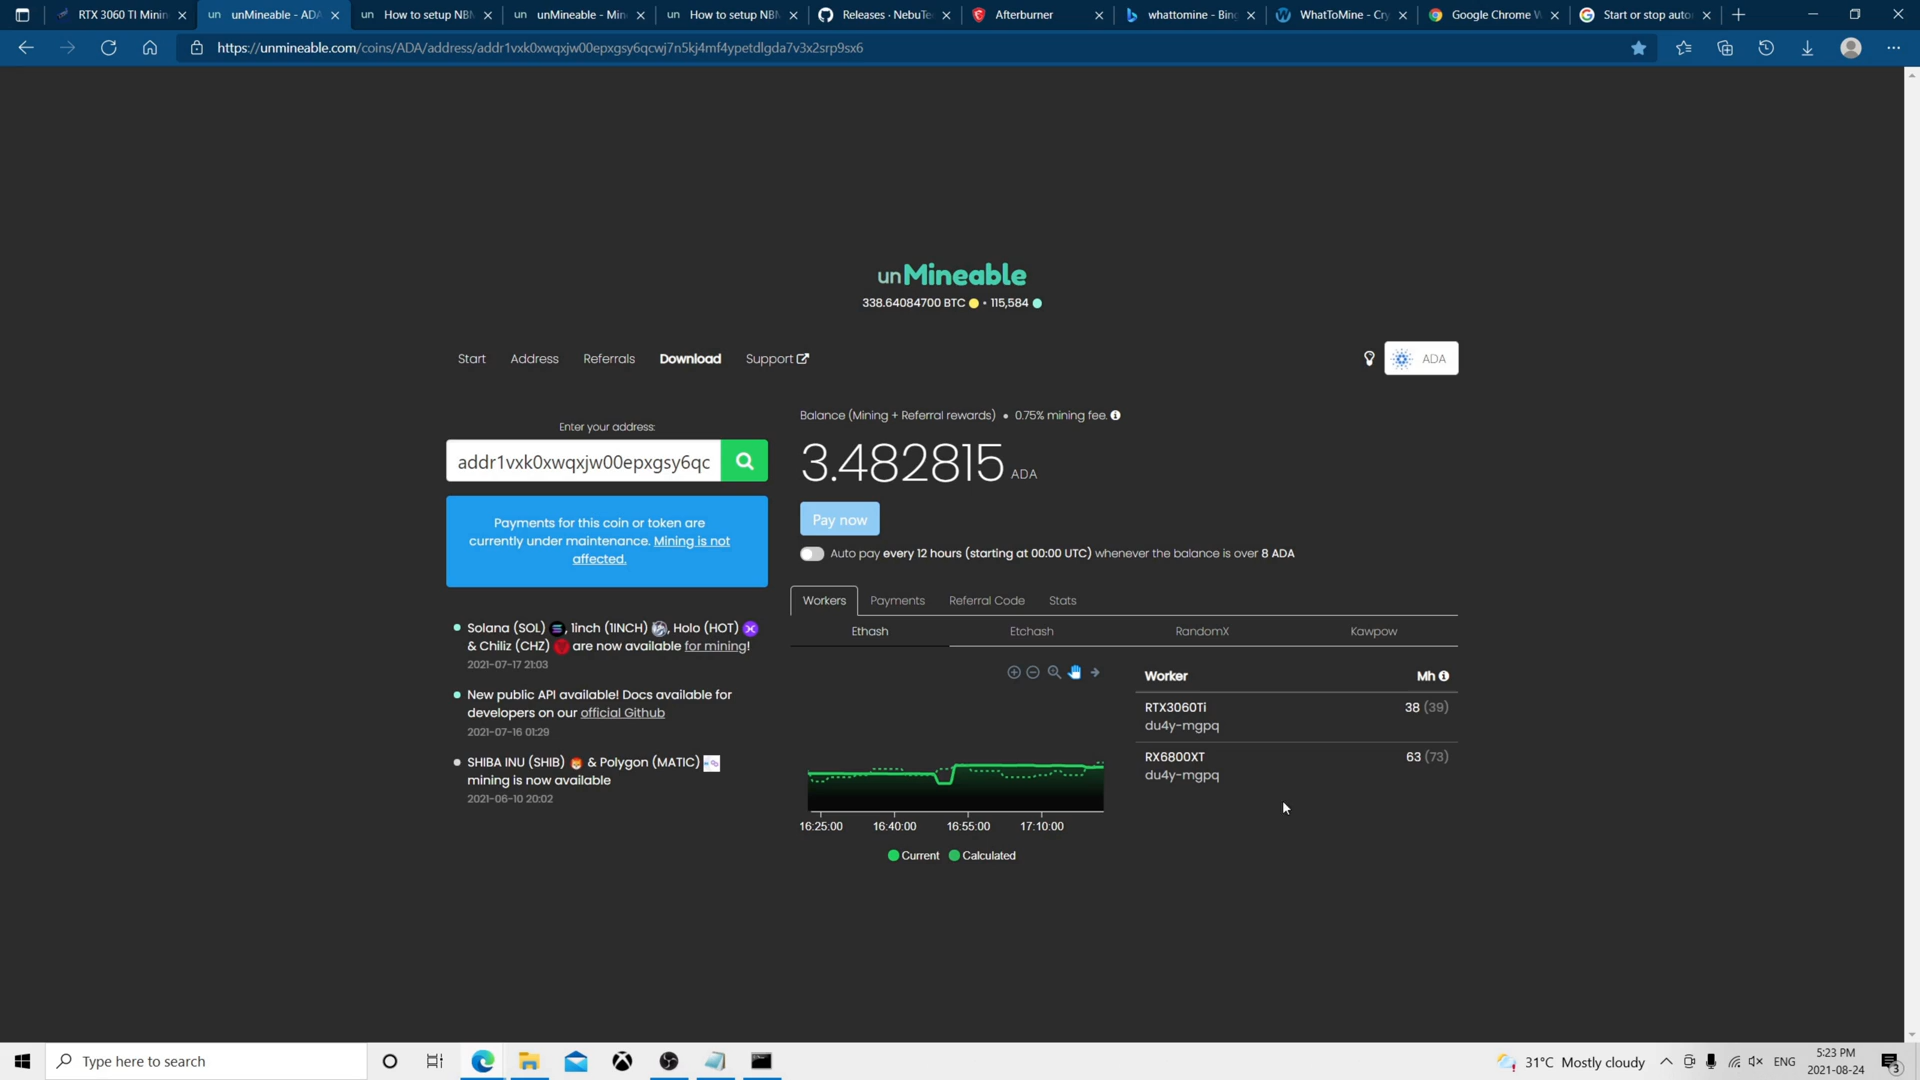 RTX 3060 TI Minin
unMineable - ADA
How to setup NBM
unMineable - Min
How to setup NBM
Releases · NebuTe
Afterburner
whattomine - Bing
WhatToMine - Cry
Google Chrome W
Start or stop auto
https://unmineable.com/coins/ADA/address/addr1vxk0xwqxjw00epxgsy6qcwj7n5kj4mf4ypetdlgda7v3x2srp9sx6
unMineable
338.64084700 BTC • 115,584
Start Address Referrals Download Support
ADA
Enter your address:
addr1vxk0xwqxjw00epxgsy6qc
Payments for this coin or token are
currently under maintenance. Mining is not
affected.
Solana (SOL) , 1inch (1INCH) , Holo (HOT)
& Chiliz (CHZ) are now available for mining!
2021-07-17 21:03
New public API available! Docs available for
developers on our official Github
2021-07-16 01:29
SHIBA INU (SHIB) & Polygon (MATIC)
mining is now available
2021-06-10 20:02
Balance (Mining + Referral rewards) • 0.75% mining fee.
3.482815 ADA
Pay now
Auto pay every 12 hours (starting at 00:00 UTC) whenever the balance is over 8 ADA
Workers Payments Referral Code Stats
Ethash Etchash RandomX Kawpow
Worker Mh
RTX3060Ti 38 (39)
du4y-mgpq
RX6800XT 63 (73)
du4y-mgpq
16:25:00 16:40:00 16:55:00 17:10:00
Current Calculated
Type here to search
31°C Mostly cloudy
ENG
5:23 PM
2021-08-24
3